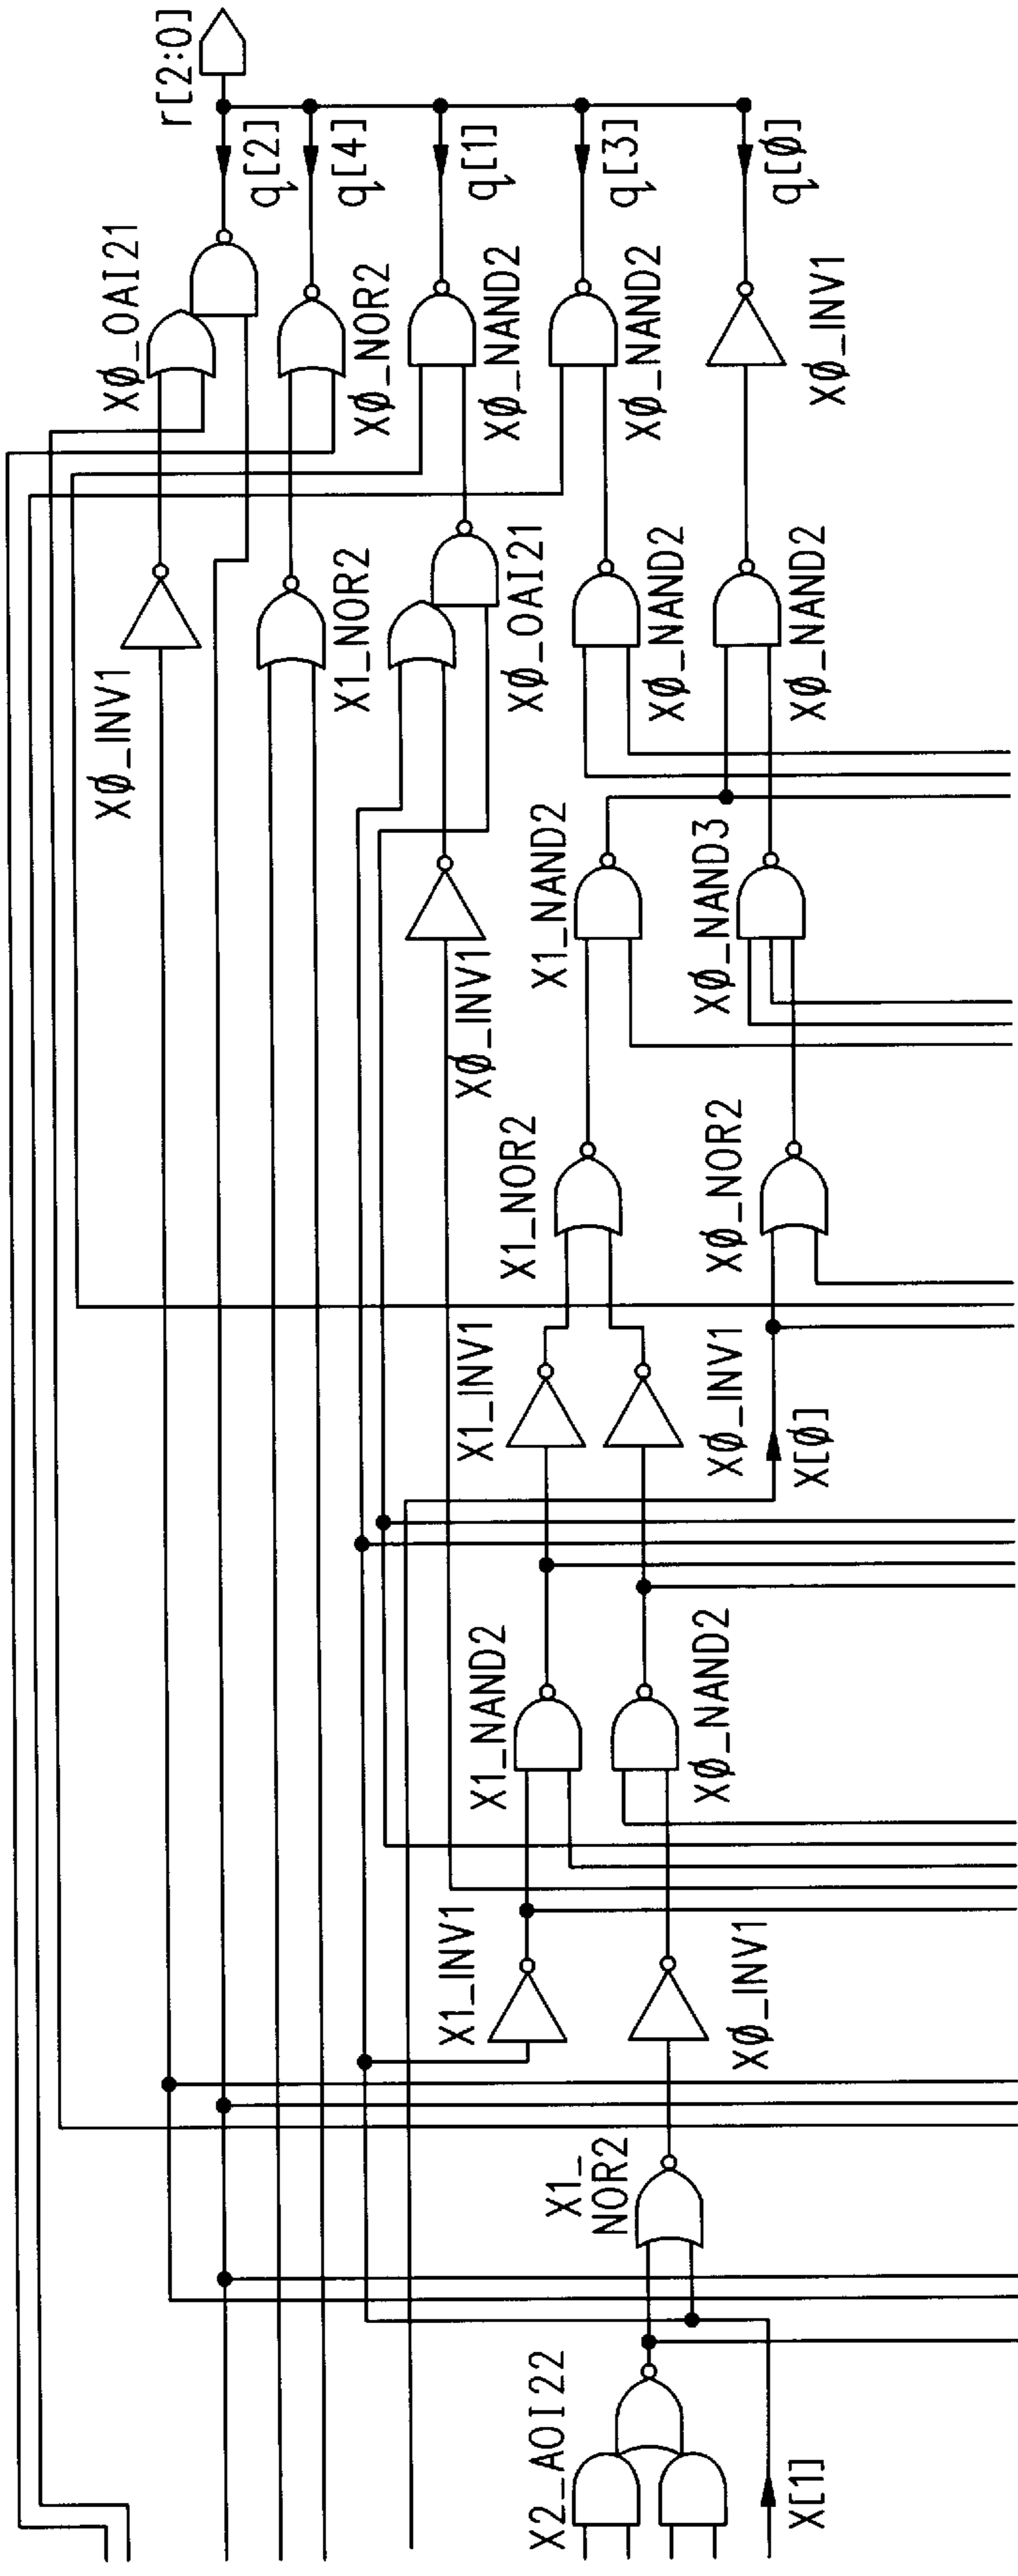 r[2:0]
q[2]
q[4]
q[1]
q[3]
q[Ø]
XØ_OAI21
XØ_NOR2
XØ_NAND2
XØ_NAND2
XØ_INV1
XØ_INV1
X1_NOR2
XØ_OAI21
XØ_NAND2
XØ_NAND2
XØ_INV1
X1_NAND2
XØ_NAND3
X1_NOR2
XØ_NOR2
X1_INV1
XØ_INV1
X[Ø]
X1_NAND2
XØ_NAND2
X1_INV1
XØ_INV1
X1_
NOR2
X2_AOI22
X[1]